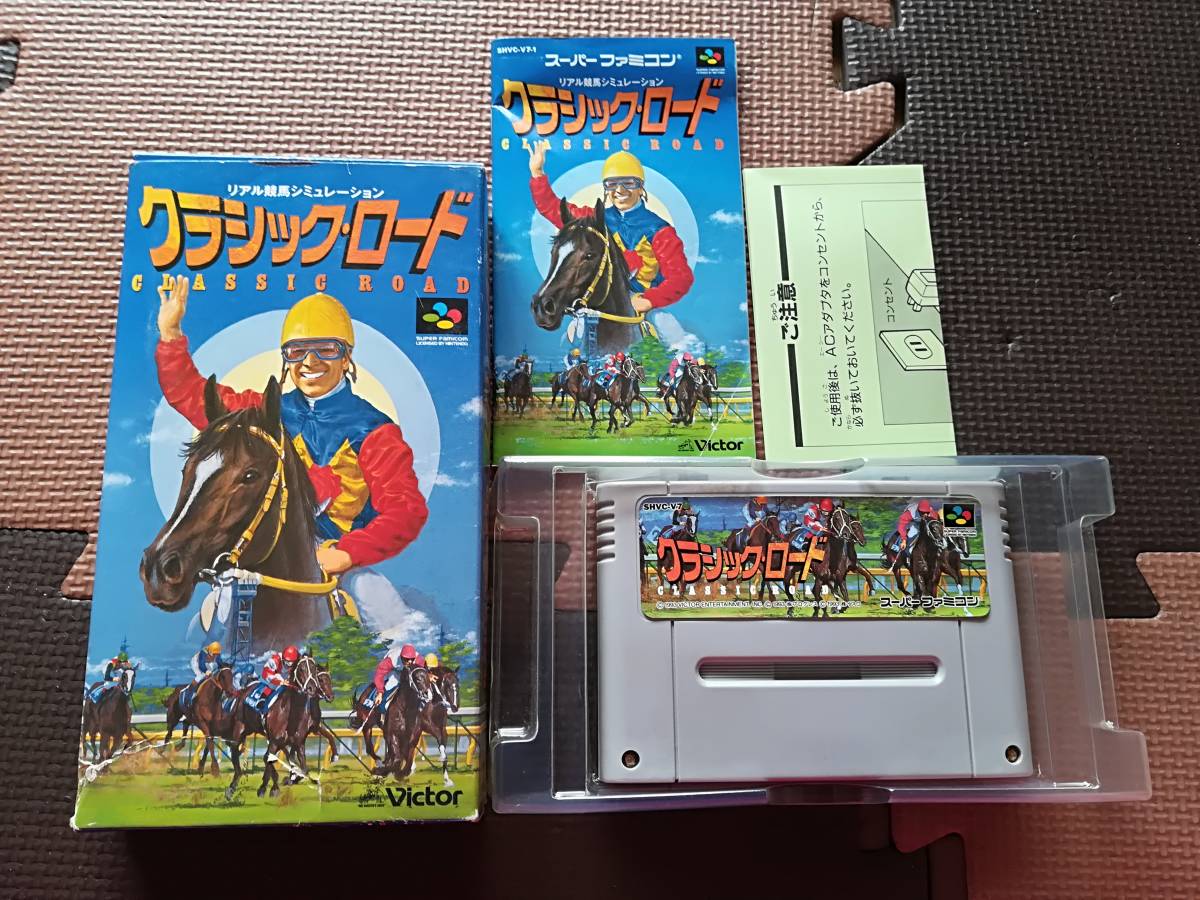 リアル競馬シミュレーション
クラシック・ロード
CLASSIC ROAD
SUPER FAMICOM
LICENSED BY NINTENDO
Victor
SHVC-V7-1
スーパーファミコン
リアル競馬シミュレーション
クラシック・ロード
CLASSIC ROAD
Victor
ご注意
ちゅうい
ご使用後は、ACアダプタをコンセントから、
必ず抜いておいてください。
コンセント
SHVC-V7
クラシック・ロード
CLASSIC ROAD
スーパーファミコン